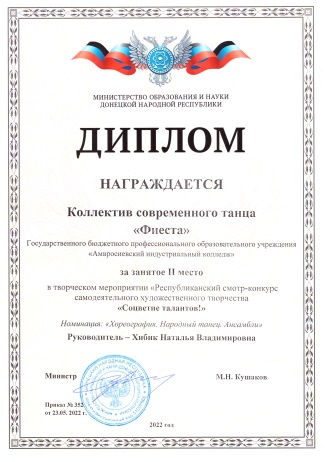 МИНИСТЕРСТВО ОБРАЗОВАНИЯ И НАУКИ
ДОНЕЦКОЙ НАРОДНОЙ РЕСПУБЛИКИ
ДИПЛОМ
НАГРАЖДАЕТСЯ
Коллектив современного танца
«Фиеста»
Государственного бюджетного профессионального образовательного учреждения
«Амвросиевский индустриальный колледж»
за занятое II место
в творческом мероприятии «Республиканский смотр-конкурс
самодеятельного художественного творчества
«Соцветие талантов!»
Номинация: «Хореография. Народный танец. Ансамбли»
Руководитель – Хибик Наталья Владимировна
Министр М.Н. Кушаков
Приказ № 352
от 23.05. 2022 г.
2022 год